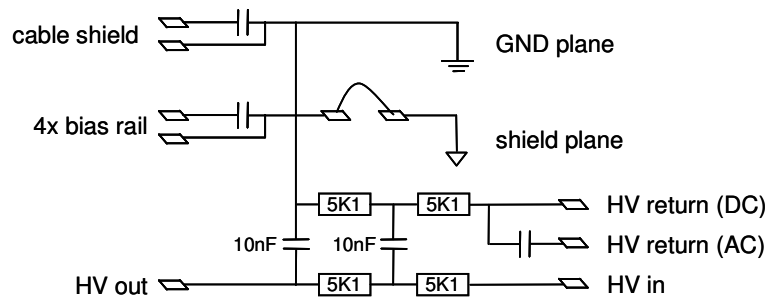 cable shield
GND plane
4x bias rail
shield plane
5K1 5K1 HV return (DC)
10nF 10nF HV return (AC)
HV out 5K1 5K1 HV in